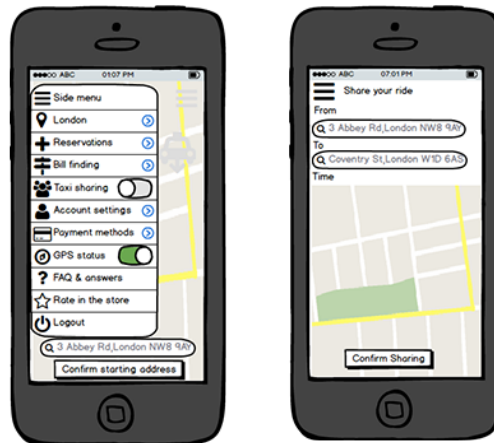 ABC 01:07 PM
Side menu
London
Reservations
Bill finding
Taxi sharing
Account settings
Payment methods
GPS status
FAQ & answers
Rate in the store
Logout
3 Abbey Rd,London NW8 9AY
Confirm starting address
ABC 07:01 PM
Share your ride
From
3 Abbey Rd,London NW8 9AY
To
Coventry St,London W1D 6AS
Time
Confirm Sharing